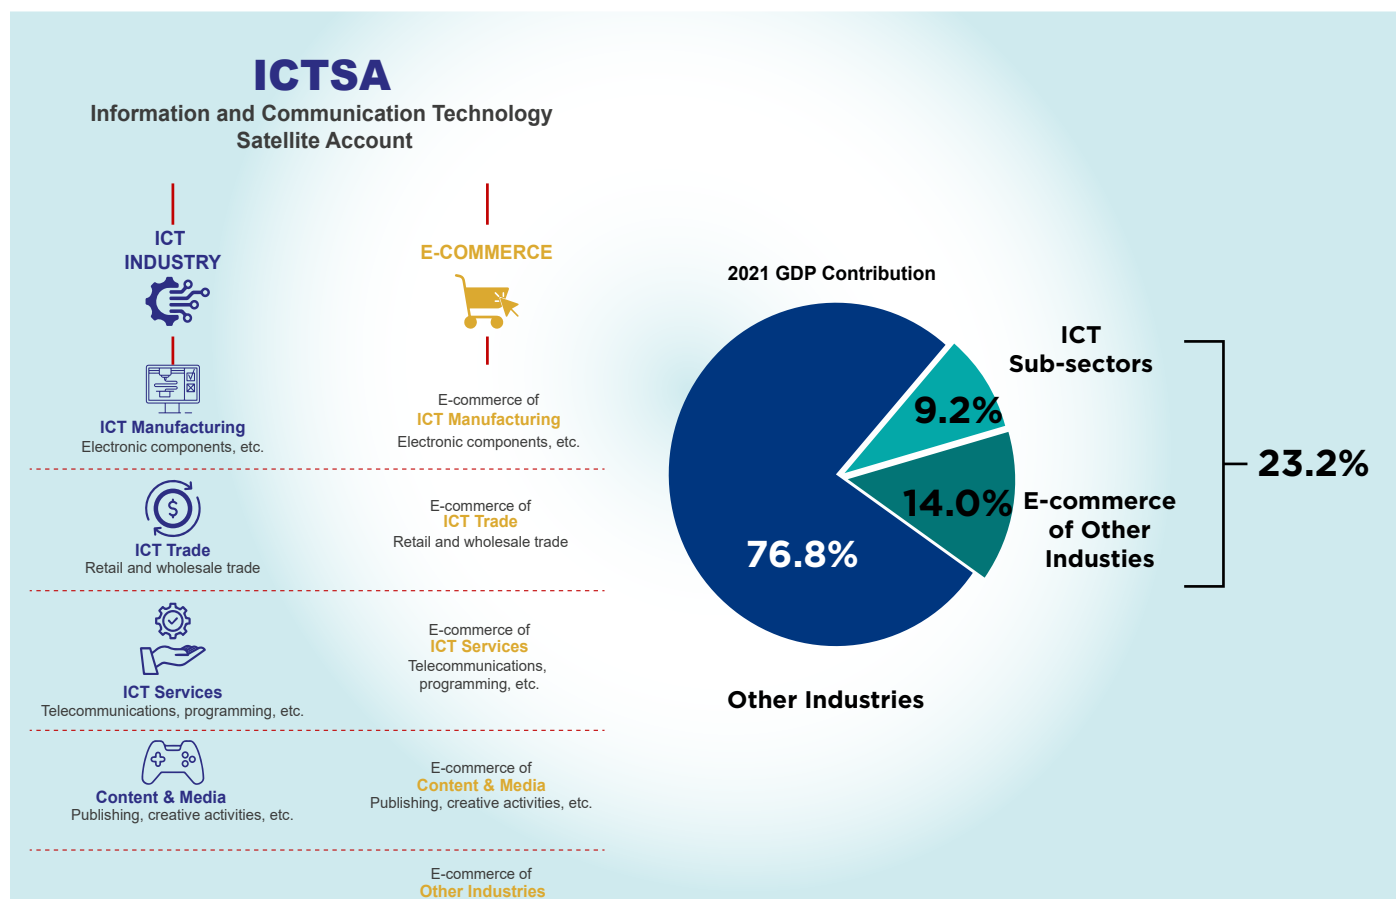 ICTSA
Information and Communication Technology
Satellite Account
ICT
INDUSTRY
ICT Manufacturing
Electronic components, etc.
ICT Trade
Retail and wholesale trade
ICT Services
Telecommunications, programming, etc.
Content & Media
Publishing, creative activities, etc.
E-COMMERCE
E-commerce of
ICT Manufacturing
Electronic components, etc.
E-commerce of
ICT Trade
Retail and wholesale trade
E-commerce of
ICT Services
Telecommunications,
programming, etc.
E-commerce of
Content & Media
Publishing, creative activities, etc.
E-commerce of
Other Industries
2021 GDP Contribution
ICT
Sub-sectors
9.2%
14.0%
E-commerce
of Other
Industies
23.2%
76.8%
Other Industries
$